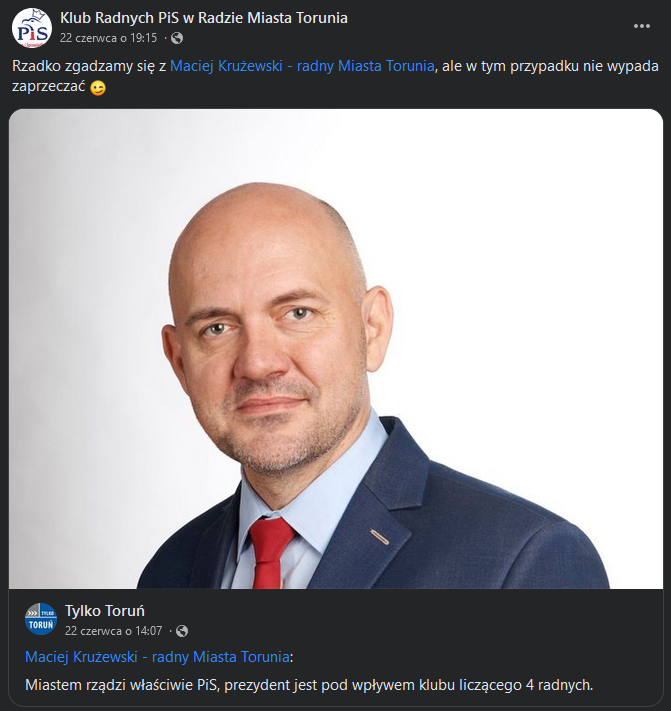 PiS
Klub Radnych PiS w Radzie Miasta Torunia
22 czerwca o 19:15 ·
Rzadko zgadzamy się z Maciej Krużewski - radny Miasta Torunia, ale w tym przypadku nie wypada
zaprzeczać 😉
TYLKO
TORUŃ
Tylko Toruń
22 czerwca o 14:07 ·
Maciej Krużewski - radny Miasta Torunia:
Miastem rządzi właściwie PiS, prezydent jest pod wpływem klubu liczącego 4 radnych.